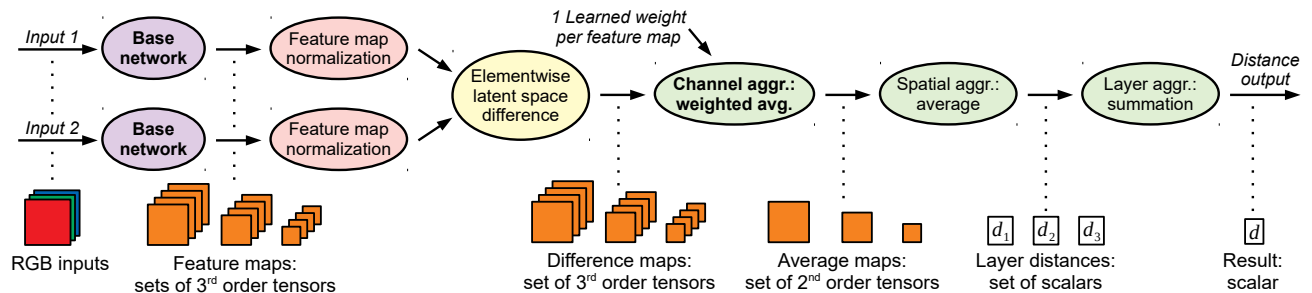 Input 1
Base
network
Feature map
normalization
1 Learned weight
per feature map
Elementwise
latent space
difference
Channel aggr.:
weighted avg.
Spatial aggr.:
average
Layer aggr.:
summation
Distance
output
Input 2
Base
network
Feature map
normalization
d1
d2
d3
d
RGB inputs
Feature maps:
sets of 3rd order tensors
Difference maps:
set of 3rd order tensors
Average maps:
set of 2nd order tensors
Layer distances:
set of scalars
Result:
scalar